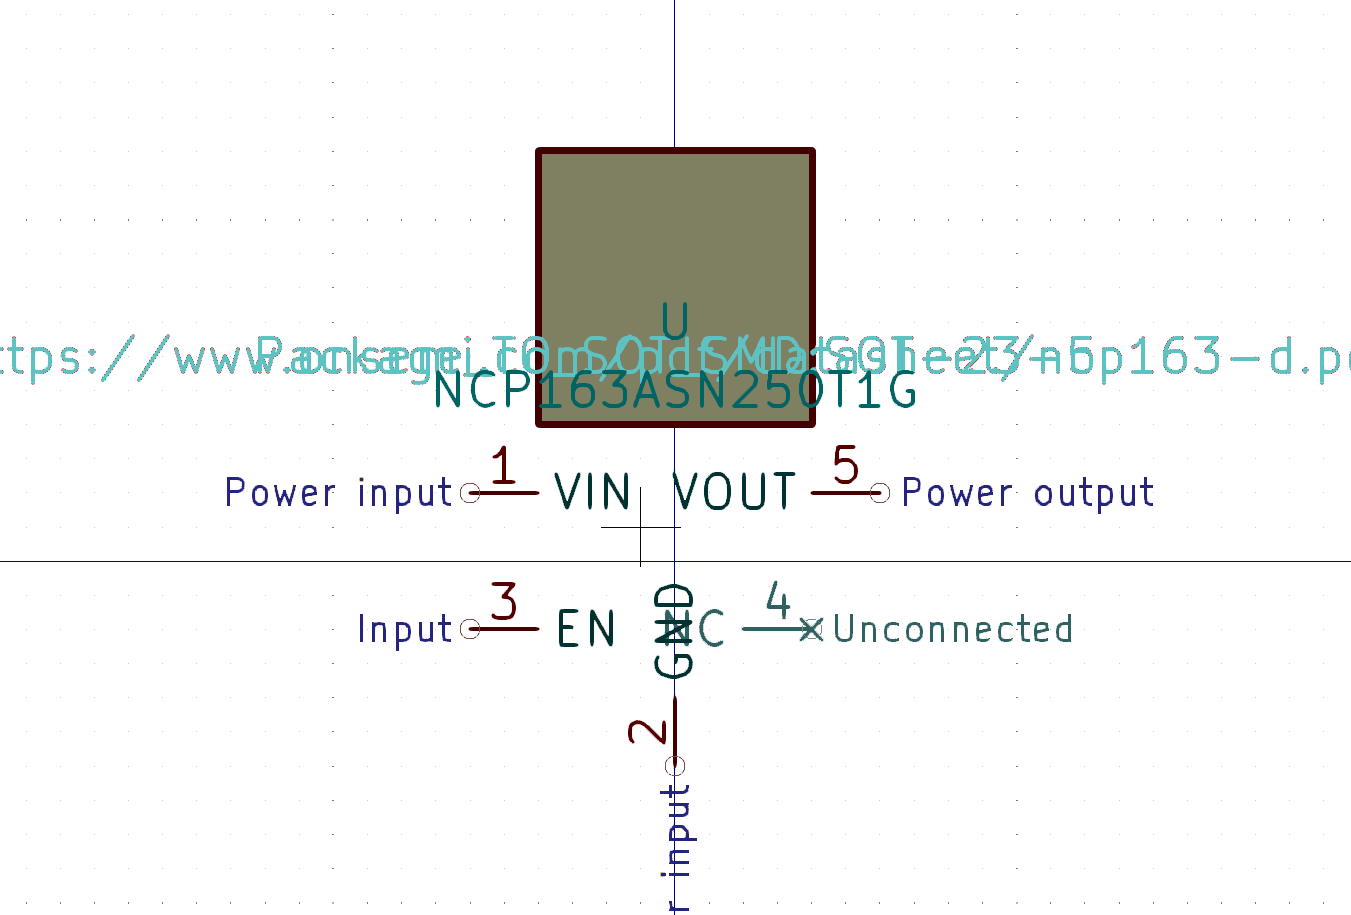 U
ttps://www.onsemi.com/pdf/datasheet/ncp163-d.p
Package_TO_SOT_SMD:SOT-23-5
NCP163ASN250T1G
1
5
Power input
VIN
VOUT
Power output
3
4
Input
EN
GND
NC
Unconnected
2
r input